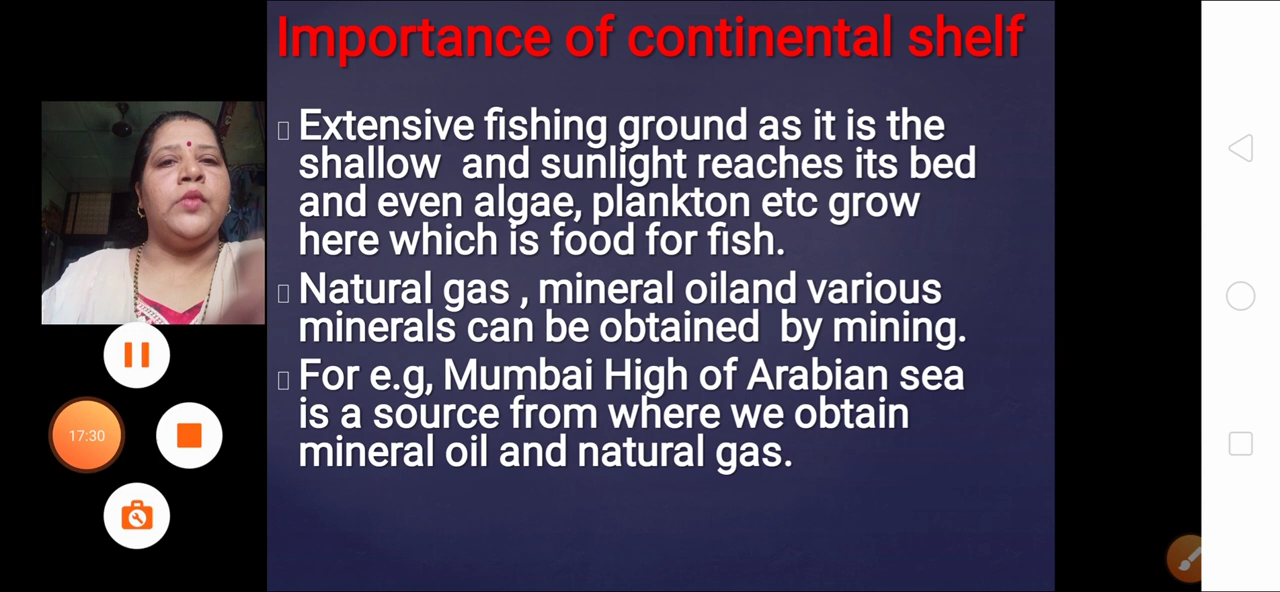 Importance of continental shelf
Extensive fishing ground as it is the
shallow and sunlight reaches its bed
and even algae, plankton etc grow
here which is food for fish.
Natural gas , mineral oiland various
minerals can be obtained by mining.
For e.g, Mumbai High of Arabian sea
is a source from where we obtain
mineral oil and natural gas.
17:30